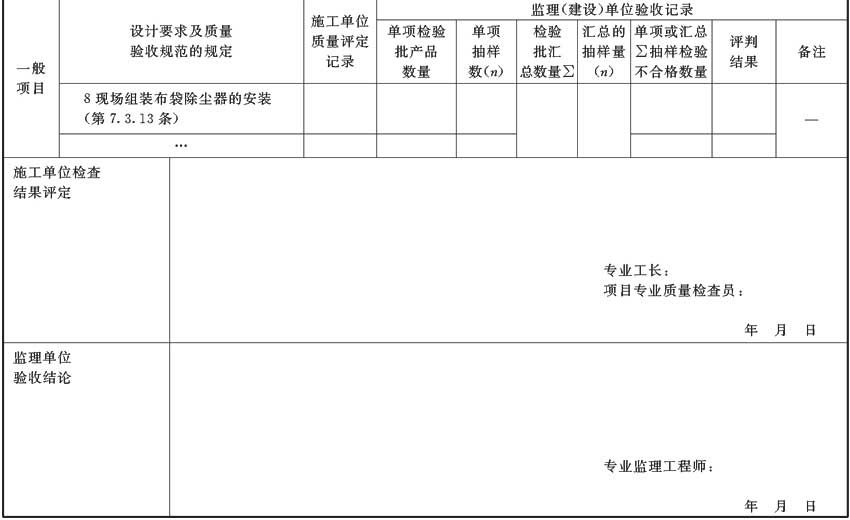 一般
项目
设计要求及质量
验收规范的规定
施工单位
质量评定
记录
监理(建设)单位验收记录
单项检验
批产品
数量
单项
抽样
数(n)
检验
批汇
总数量∑
汇总的
抽样量
(n)
单项或汇总
∑抽样检验
不合格数量
评判
结果
备注
8 现场组装布袋除尘器的安装
(第 7.3.13 条)
—
…
施工单位检查
结果评定
专业工长:
项目专业质量检查员:
年 月 日
监理单位
验收结论
专业监理工程师:
年 月 日